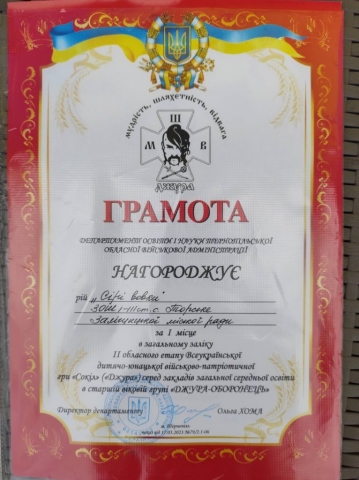 мудрість, шляхетність, відвага
Ш
М В
джура
ГРАМОТА
ДЕПАРТАМЕНТ ОСВІТИ І НАУКИ ТЕРНОПІЛЬСЬКОЇ
ОБЛАСНОЇ ВІЙСЬКОВОЇ АДМІНІСТРАЦІЇ
НАГОРОДЖУЄ
рій „Сірі вовки"
ЗОШ І-ІІІ ст. с. Торське
Заліщицької міської ради
за І місце
в загальному заліку
ІІ обласного етапу Всеукраїнської
дитячо-юнацької військово-патріотичної
гри «Сокіл» («Джура») серед закладів загальної середньої освіти
в старшій віковій групі «ДЖУРА-ОБОРОНЕЦЬ»
Директор департаменту Ольга ХОМА
м. Тернопіль